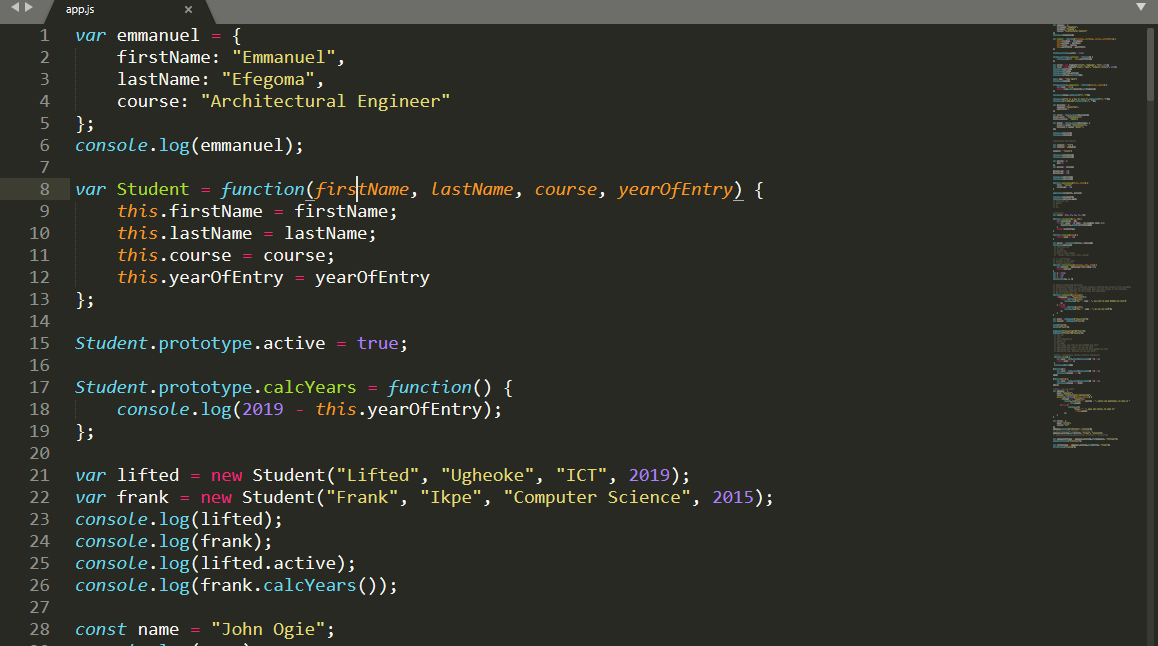 app.js
1 var emmanuel = {
2     firstName: "Emmanuel",
3     lastName: "Efegoma",
4     course: "Architectural Engineer"
5 };
6 console.log(emmanuel);
7
8 var Student = function(firstName, lastName, course, yearOfEntry) {
9     this.firstName = firstName;
10     this.lastName = lastName;
11     this.course = course;
12     this.yearOfEntry = yearOfEntry
13 };
14
15 Student.prototype.active = true;
16
17 Student.prototype.calcYears = function() {
18     console.log(2019 - this.yearOfEntry);
19 };
20
21 var lifted = new Student("Lifted", "Ugheoke", "ICT", 2019);
22 var frank = new Student("Frank", "Ikpe", "Computer Science", 2015);
23 console.log(lifted);
24 console.log(frank);
25 console.log(lifted.active);
26 console.log(frank.calcYears());
27
28 const name = "John Ogie";